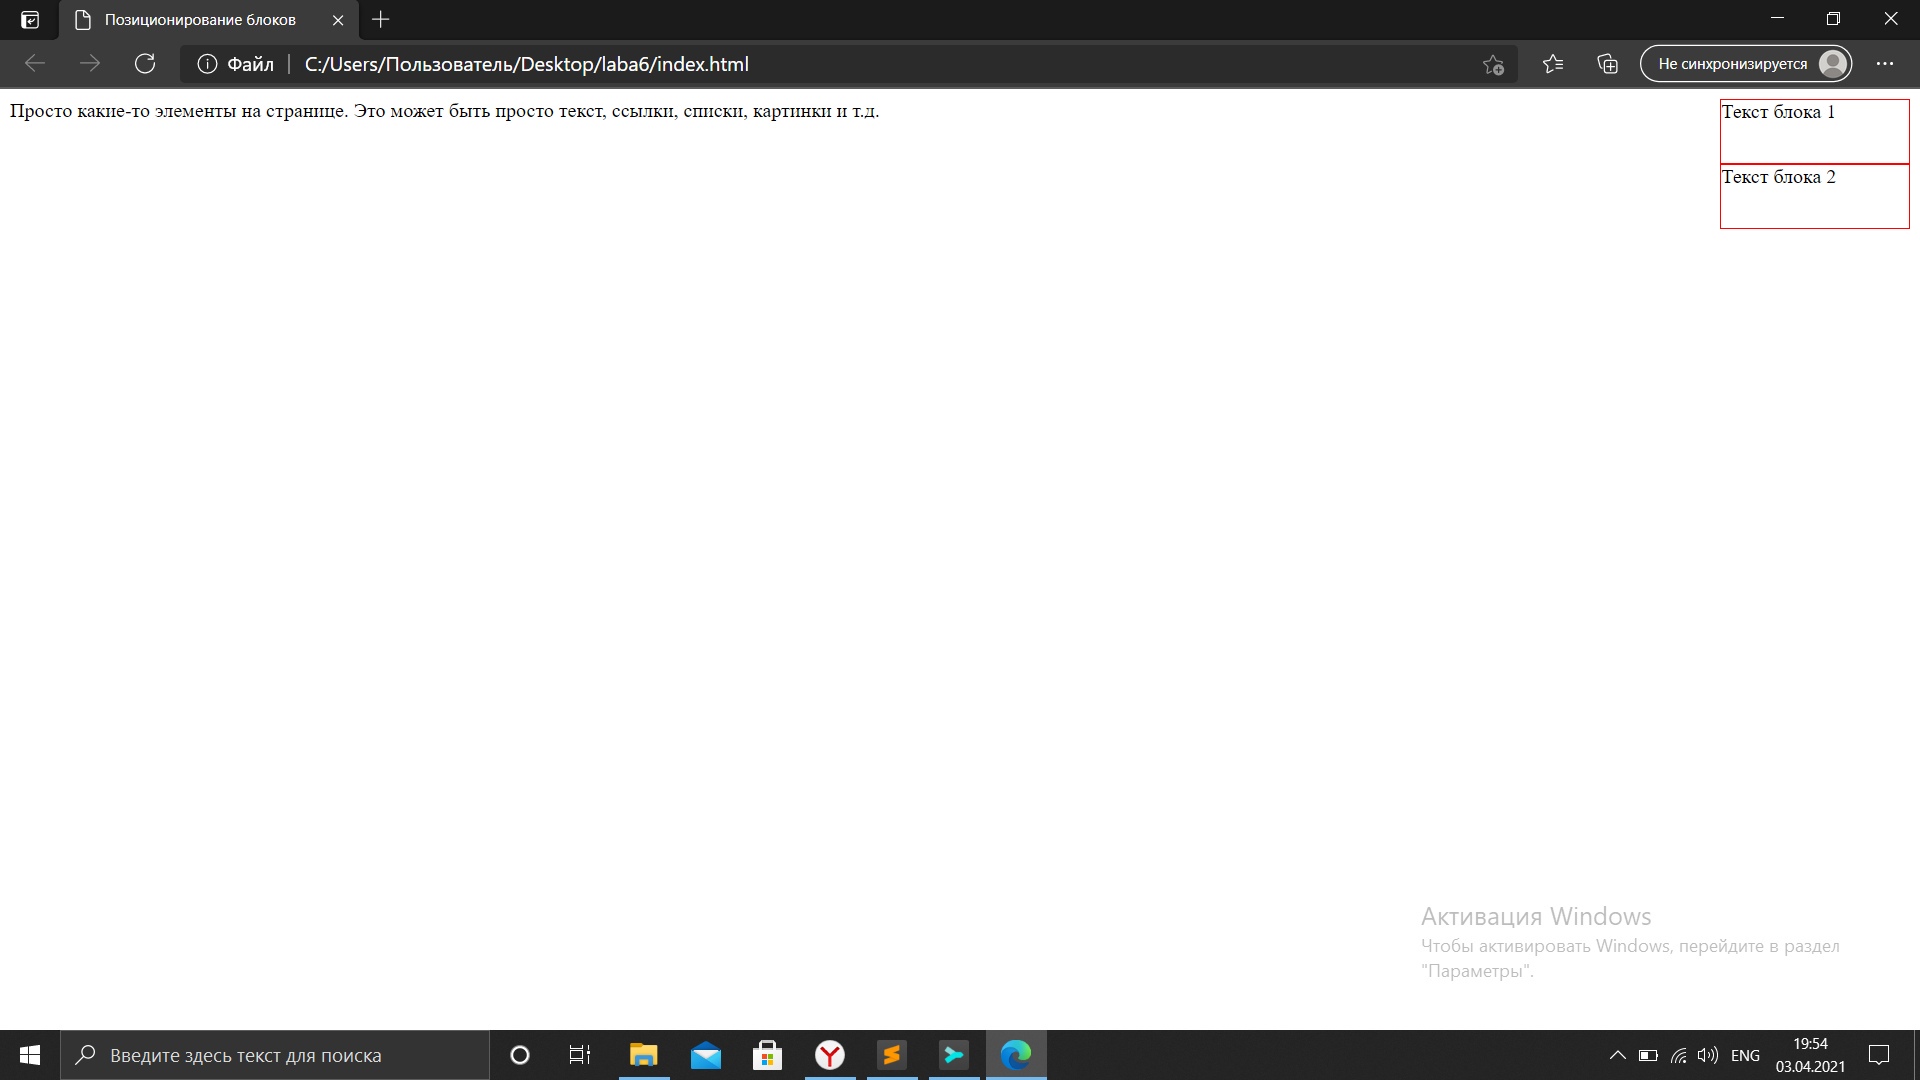 Позиционирование блоков
Файл
C:/Users/Пользователь/Desktop/laba6/index.html
Не синхронизируется
Просто какие-то элементы на странице. Это может быть просто текст, ссылки, списки, картинки и т.д.
Текст блока 1
Текст блока 2
Активация Windows
Чтобы активировать Windows, перейдите в раздел
"Параметры".
Введите здесь текст для поиска
ENG
19:54
03.04.2021